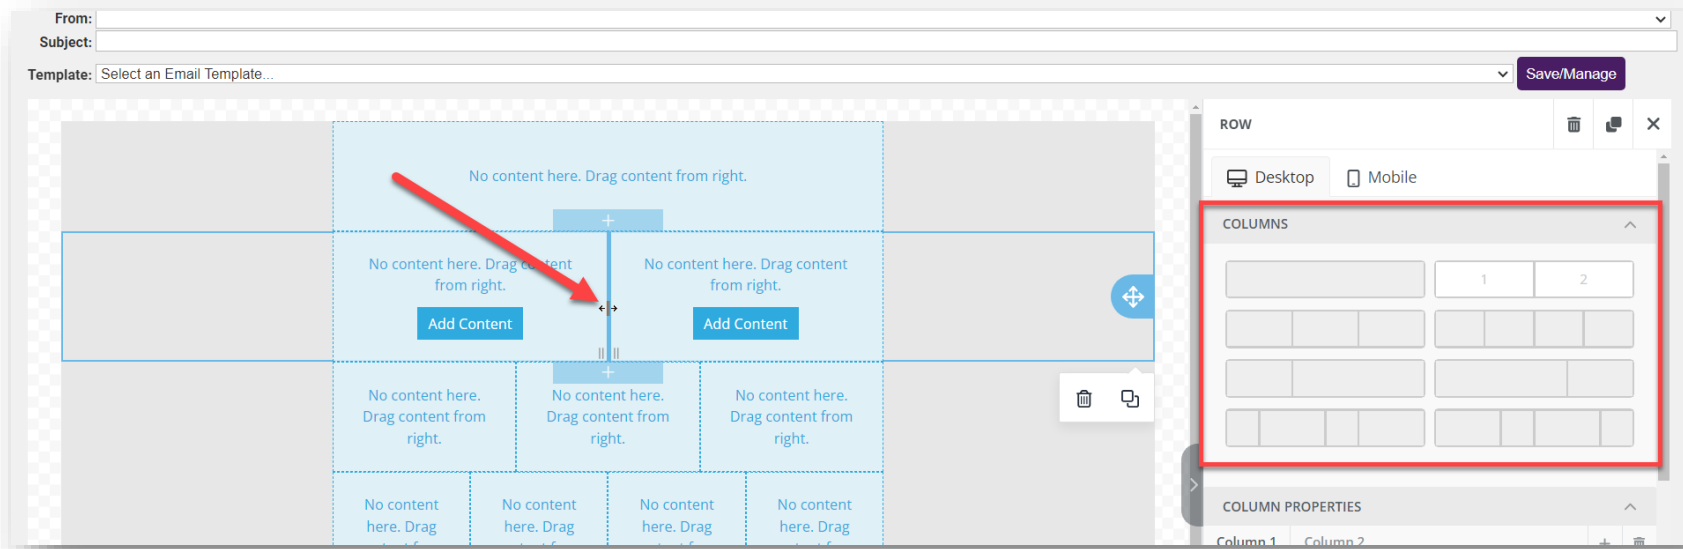 From:
Subject:
Template: Select an Email Template... Save/Manage
ROW
Desktop Mobile
No content here. Drag content from right.
COLUMNS
No content here. Drag content
from right.
Add Content
No content here. Drag content
from right.
Add Content
1 2
No content here.
Drag content from
right.
No content here.
Drag content from
right.
No content here.
Drag content from
right.
No content
here. Drag
No content
here. Drag
No content
here. Drag
No content
here. Drag
COLUMN PROPERTIES
Column 1 Column 2